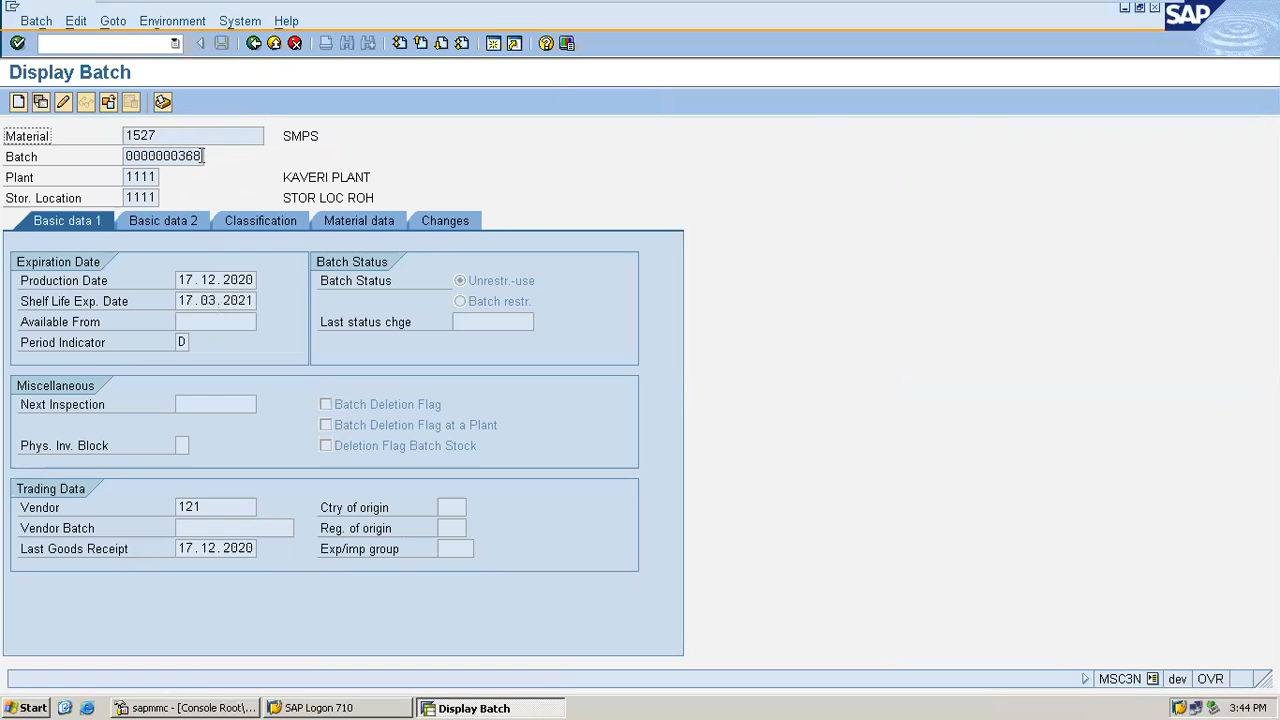 Batch Edit Goto Environment System Help
SAP
Display Batch
Material 1527 SMPS
Batch 0000000368
Plant 1111 KAVERI PLANT
Stor. Location 1111 STOR LOC ROH
Basic data 1 Basic data 2 Classification Material data Changes
Expiration Date Batch Status
Production Date 17.12.2020 Batch Status Unrestr.-use
Shelf Life Exp. Date 17.03.2021 Batch restr.
Available From Last status chge
Period Indicator D
Miscellaneous
Next Inspection Batch Deletion Flag
Batch Deletion Flag at a Plant
Phys. Inv. Block Deletion Flag Batch Stock
Trading Data
Vendor 121 Ctry of origin
Vendor Batch Reg. of origin
Last Goods Receipt 17.12.2020 Exp/imp group
MSC3N dev OVR
Start sapmmc - [Console Root\... SAP Logon 710 Display Batch 3:44 PM